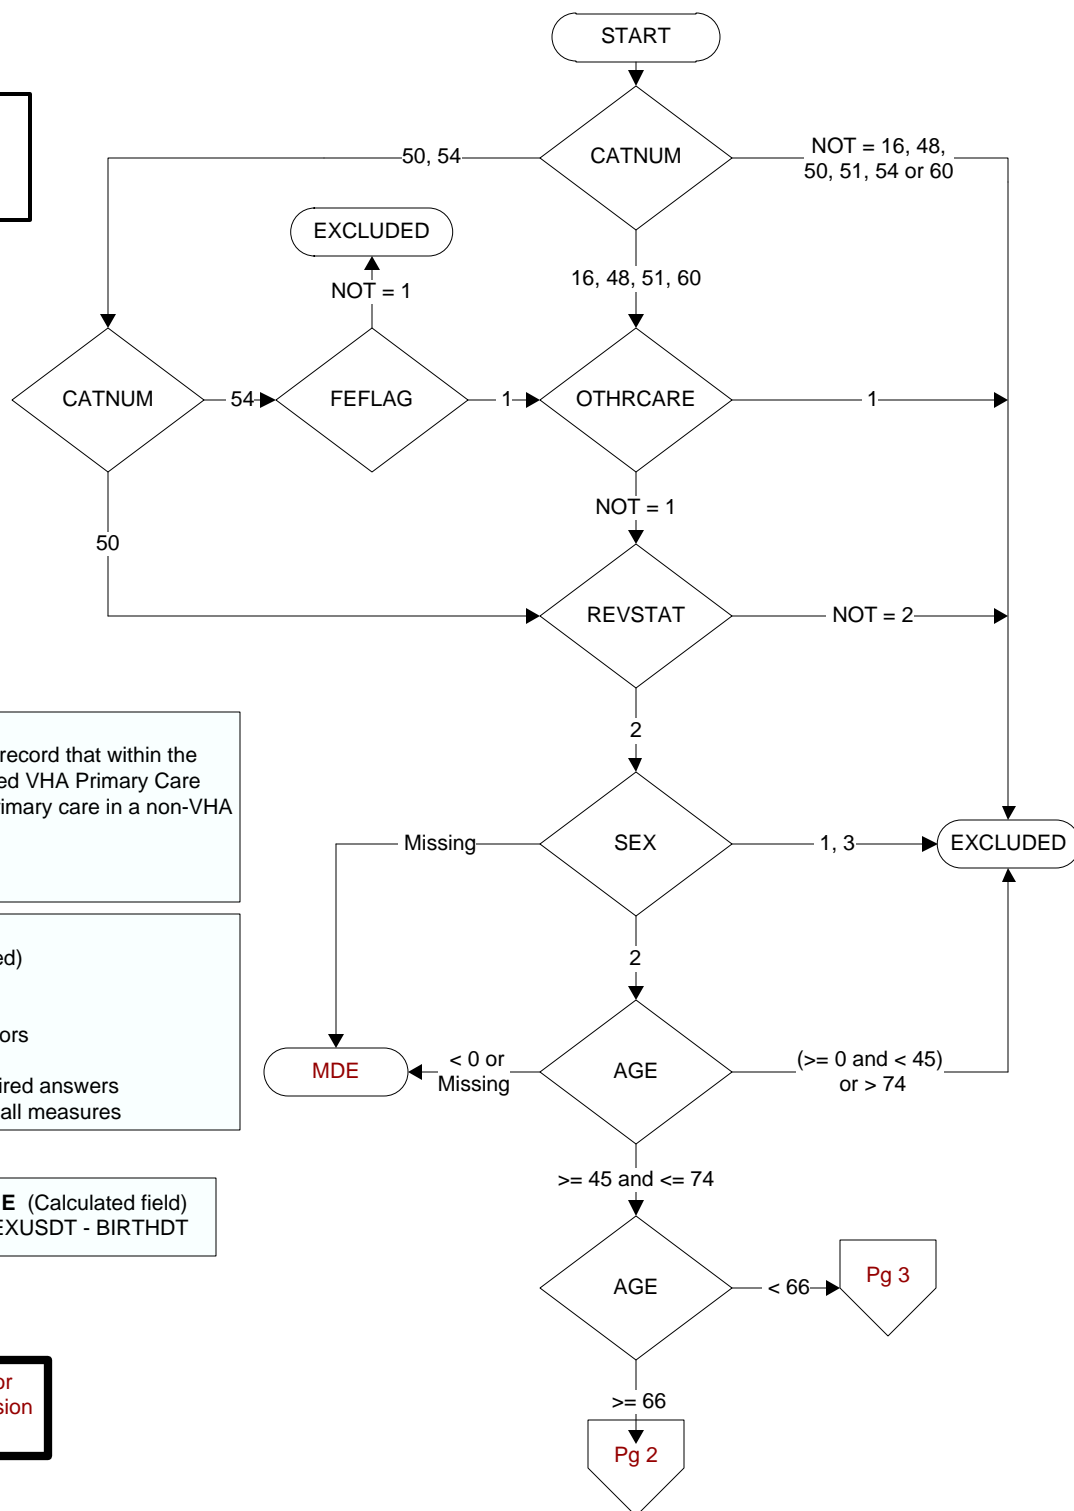 START
CATNUM
50, 54
NOT = 16, 48,
50, 51, 54 or 60
EXCLUDED
16, 48, 51, 60
NOT = 1
CATNUM
54
FEFLAG
1
OTHRCARE
1
NOT = 1
50
REVSTAT
NOT = 2
2
record that within the
ed VHA Primary Care
rimary care in a non-VHA
Missing
SEX
1, 3
EXCLUDED
2
ed)
ors
ired answers
all measures
MDE
< 0 or
Missing
AGE
(>= 0 and < 45)
or > 74
>= 45 and <= 74
E (Calculated field)
EXUSDT - BIRTHDT
AGE
< 66
Pg 3
or
sion
>= 66
Pg 2